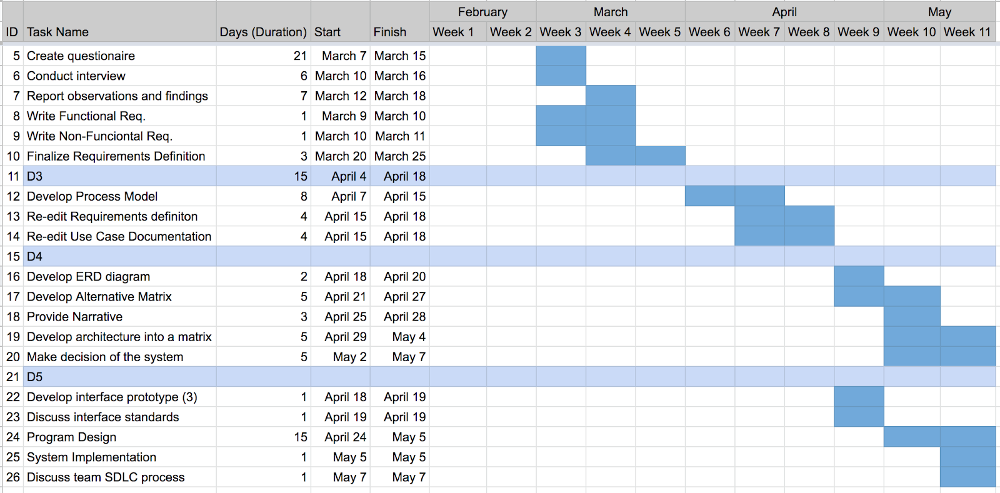 February March April May
ID Task Name Days (Duration) Start Finish Week 1 Week 2 Week 3 Week 4 Week 5 Week 6 Week 7 Week 8 Week 9 Week 10 Week 11
5 Create questionaire 21 March 7 March 15
6 Conduct interview 6 March 10 March 16
7 Report observations and findings 7 March 12 March 18
8 Write Functional Req. 1 March 9 March 10
9 Write Non-Funciontal Req. 1 March 10 March 11
10 Finalize Requirements Definition 3 March 20 March 25
11 D3 15 April 4 April 18
12 Develop Process Model 8 April 7 April 15
13 Re-edit Requirements definiton 4 April 15 April 18
14 Re-edit Use Case Documentation 4 April 15 April 18
15 D4
16 Develop ERD diagram 2 April 18 April 20
17 Develop Alternative Matrix 5 April 21 April 27
18 Provide Narrative 3 April 25 April 28
19 Develop architecture into a matrix 5 April 29 May 4
20 Make decision of the system 5 May 2 May 7
21 D5
22 Develop interface prototype (3) 1 April 18 April 19
23 Discuss interface standards 1 April 19 April 19
24 Program Design 15 April 24 May 5
25 System Implementation 1 May 5 May 5
26 Discuss team SDLC process 1 May 7 May 7